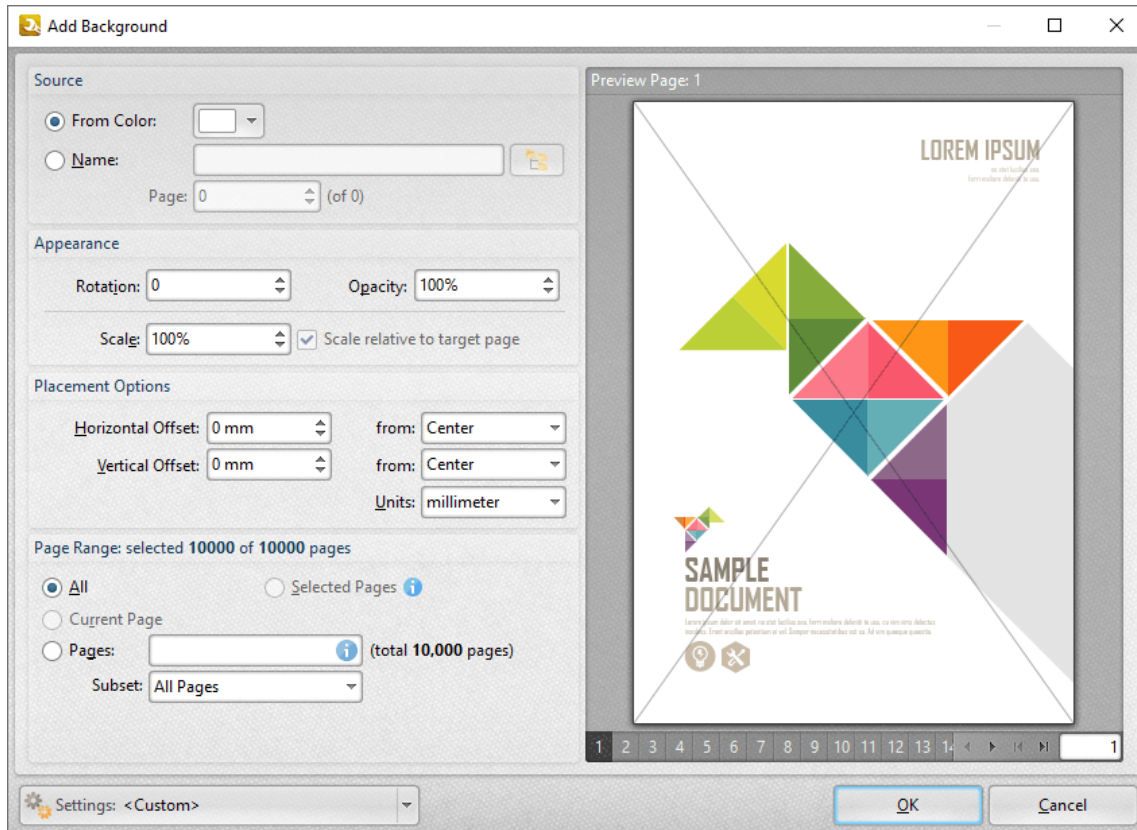 Add Background
Source
From Color:
Name:
Page: 0 (of 0)
Appearance
Rotation: 0 Opacity: 100%
Scale: 100% Scale relative to target page
Placement Options
Horizontal Offset: 0 mm from: Center
Vertical Offset: 0 mm from: Center
Units: millimeter
Page Range: selected 10000 of 10000 pages
All Selected Pages
Current Page
Pages: (total 10,000 pages)
Subset: All Pages
Settings: <Custom>
Preview Page: 1
LOREM IPSUM
SAMPLE
DOCUMENT
1 2 3 4 5 6 7 8 9 10 11 12 13 1
OK Cancel